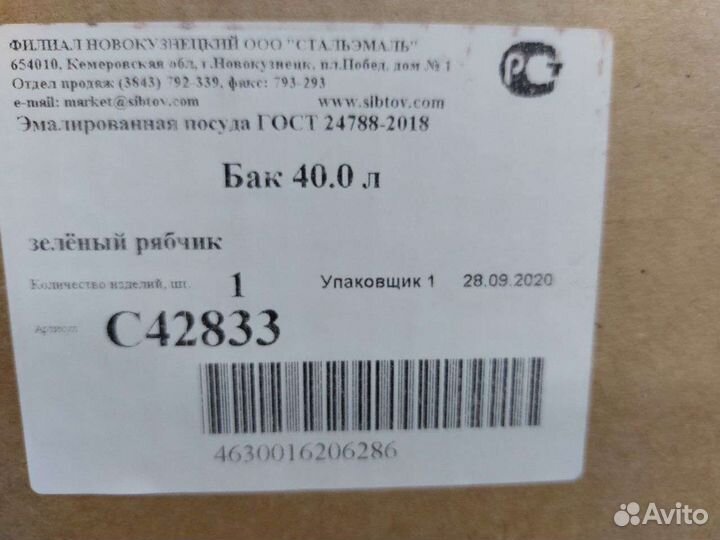 ФИЛИАЛ НОВОКУЗНЕЦКИЙ ООО "СТАЛЬЭМАЛЬ"
654010, Кемеровская обл, г.Новокузнецк, пл.Побед, дом № 1
Отдел продаж (3843) 792-339, факс: 793-293
e-mail: market@sibtov.com www.sibtov.com
Эмалированная посуда ГОСТ 24788-2018
РСТ
Бак 40.0 л
зелёный рябчик
Количество изделий, шт. 1 Упаковщик 1 28.09.2020
Артикул: С42833
4630016206286
Avito